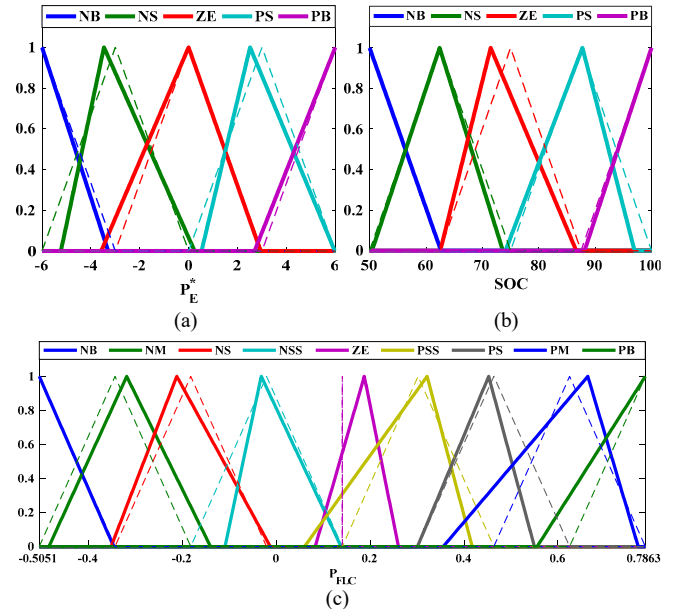 NB NS ZE PS PB
1
0.8
0.6
0.4
0.2
0
-6 -4 -2 0 2 4 6
P*E
(a)
NB NS ZE PS PB
1
0.8
0.6
0.4
0.2
0
50 60 70 80 90 100
SOC
(b)
NB NM NS NSS ZE PSS PS PM PB
1
0.8
0.6
0.4
0.2
0
-0.5051 -0.4 -0.2 0 0.2 0.4 0.6 0.7863
PFLC
(c)